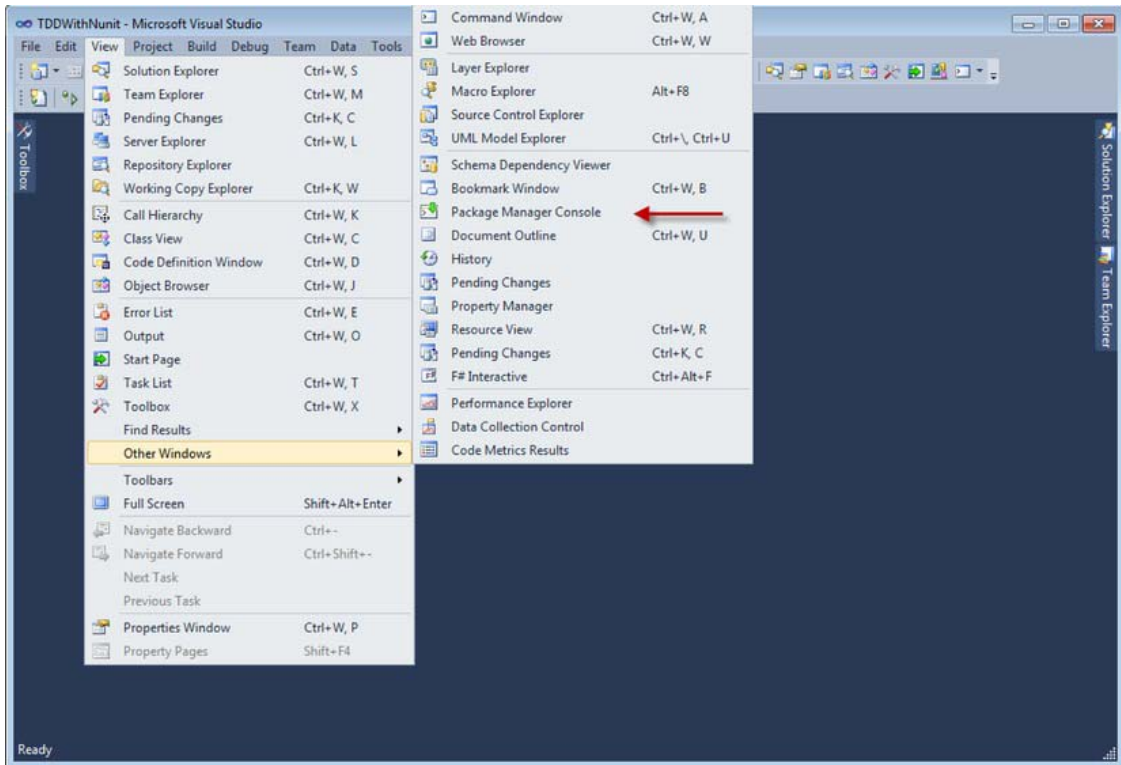 TDDWithNunit - Microsoft Visual Studio
File Edit View Project Build Debug Team Data Tools
Solution Explorer Ctrl+W, S
Team Explorer Ctrl+W, M
Pending Changes Ctrl+K, C
Server Explorer Ctrl+W, L
Repository Explorer
Working Copy Explorer Ctrl+K, W
Call Hierarchy Ctrl+W, K
Class View Ctrl+W, C
Code Definition Window Ctrl+W, D
Object Browser Ctrl+W, J
Error List Ctrl+W, E
Output Ctrl+W, O
Start Page
Task List Ctrl+W, T
Toolbox Ctrl+W, X
Find Results
Other Windows
Toolbars
Full Screen Shift+Alt+Enter
Navigate Backward Ctrl+-
Navigate Forward Ctrl+Shift+-
Next Task
Previous Task
Properties Window Ctrl+W, P
Property Pages Shift+F4
Command Window Ctrl+W, A
Web Browser Ctrl+W, W
Layer Explorer
Macro Explorer Alt+F8
Source Control Explorer
UML Model Explorer Ctrl+\, Ctrl+U
Schema Dependency Viewer
Bookmark Window Ctrl+W, B
Package Manager Console
Document Outline Ctrl+W, U
History
Pending Changes
Property Manager
Resource View Ctrl+W, R
Pending Changes Ctrl+K, C
F# Interactive Ctrl+Alt+F
Performance Explorer
Data Collection Control
Code Metrics Results
Toolbox
Solution Explorer
Team Explorer
Ready